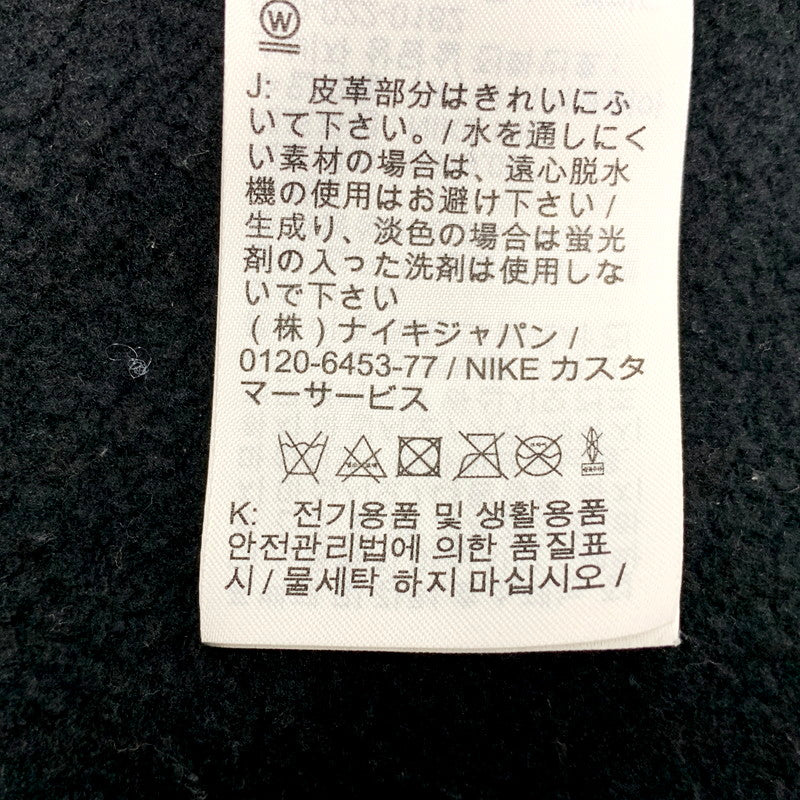 W
J: 皮革部分はきれいにふ
いて下さい。/ 水を通しにく
い素材の場合は、遠心脱水
機の使用はお避け下さい /
生成り、淡色の場合は蛍光
剤の入った洗剤は使用しな
いで下さい
(株)ナイキジャパン /
0120-6453-77 / NIKE カスタ
マーサービス
K: 전기용품 및 생활용품
안전관리법에 의한 품질표
시 / 물세탁 하지 마십시오 /